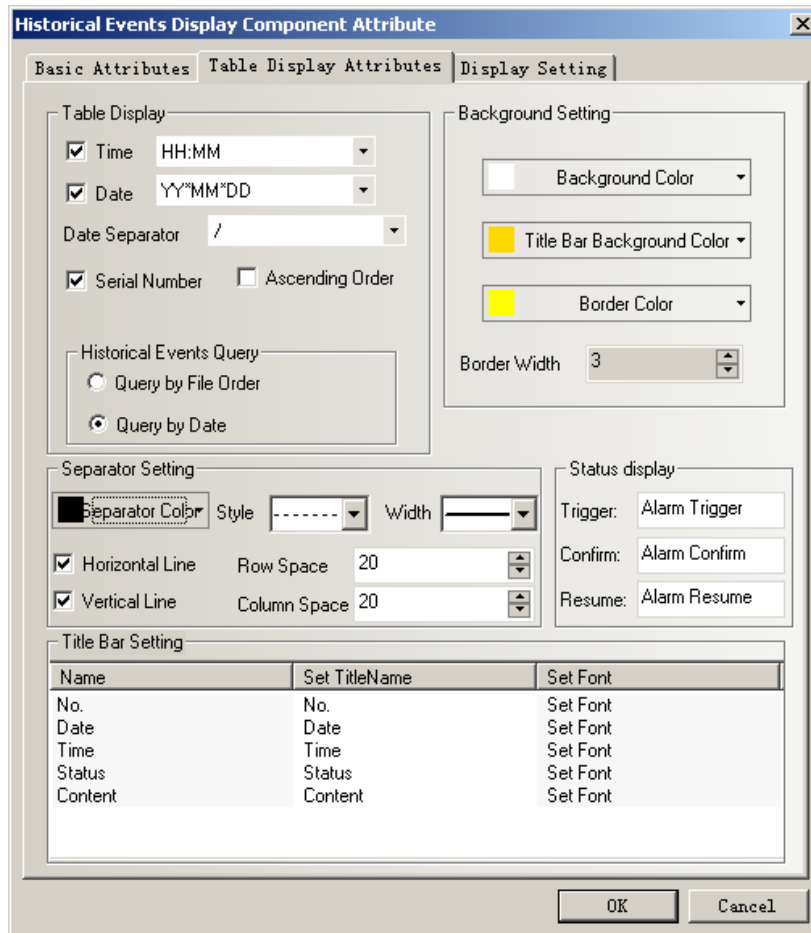 Historical Events Display Component Attribute
Basic Attributes Table Display Attributes Display Setting
Table Display
Time HH:MM
Date YY*MM*DD
Date Separator /
Serial Number Ascending Order
Historical Events Query
Query by File Order
Query by Date
Background Setting
Background Color
Title Bar Background Color
Border Color
Border Width 3
Separator Setting
Separator Color Style Width
Horizontal Line Row Space 20
Vertical Line Column Space 20
Status display
Trigger: Alarm Trigger
Confirm: Alarm Confirm
Resume: Alarm Resume
Title Bar Setting
Name Set TitleName Set Font
No. No. Set Font
Date Date Set Font
Time Time Set Font
Status Status Set Font
Content Content Set Font
OK Cancel